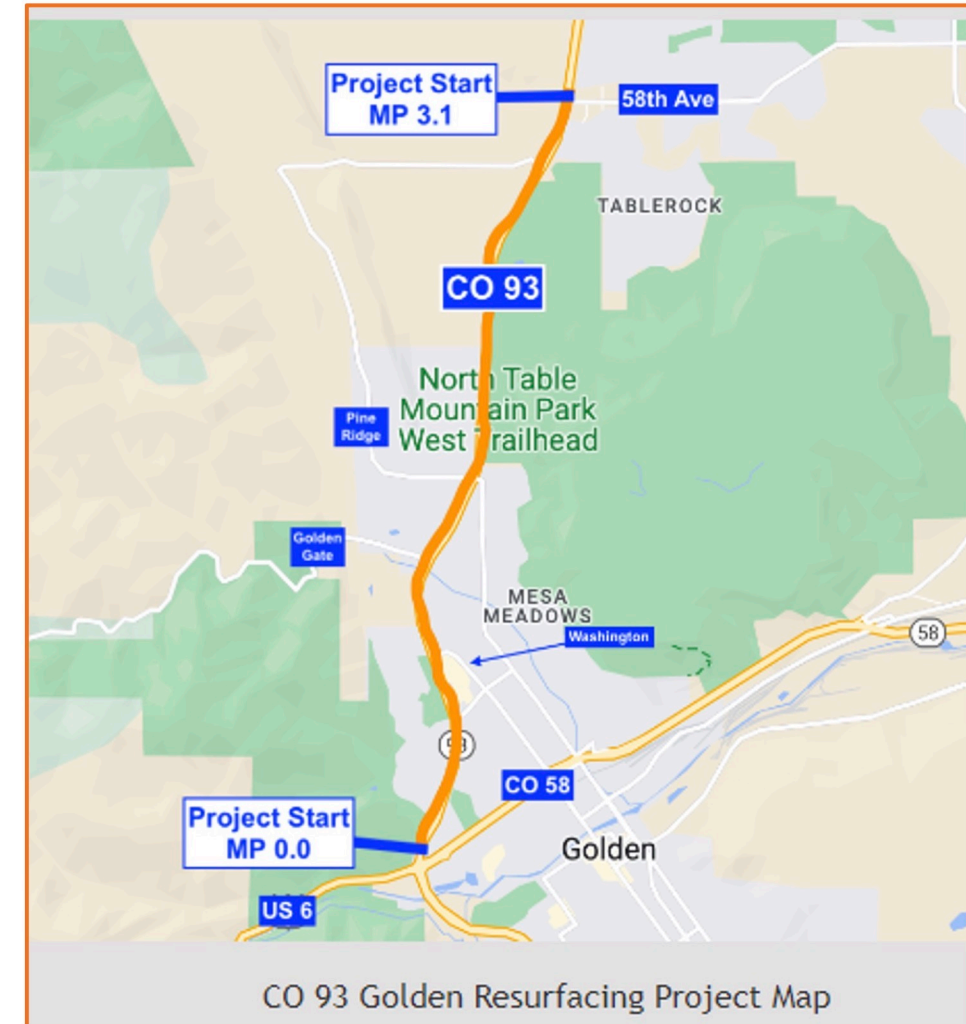 Project Start
MP 3.1
58th Ave
TABLEROCK
CO 93
North Table
Mountain Park
West Trailhead
Pine
Ridge
Golden
Gate
MESA
MEADOWS
Washington
58
93
CO 58
Project Start
MP 0.0
Golden
US 6
CO 93 Golden Resurfacing Project Map